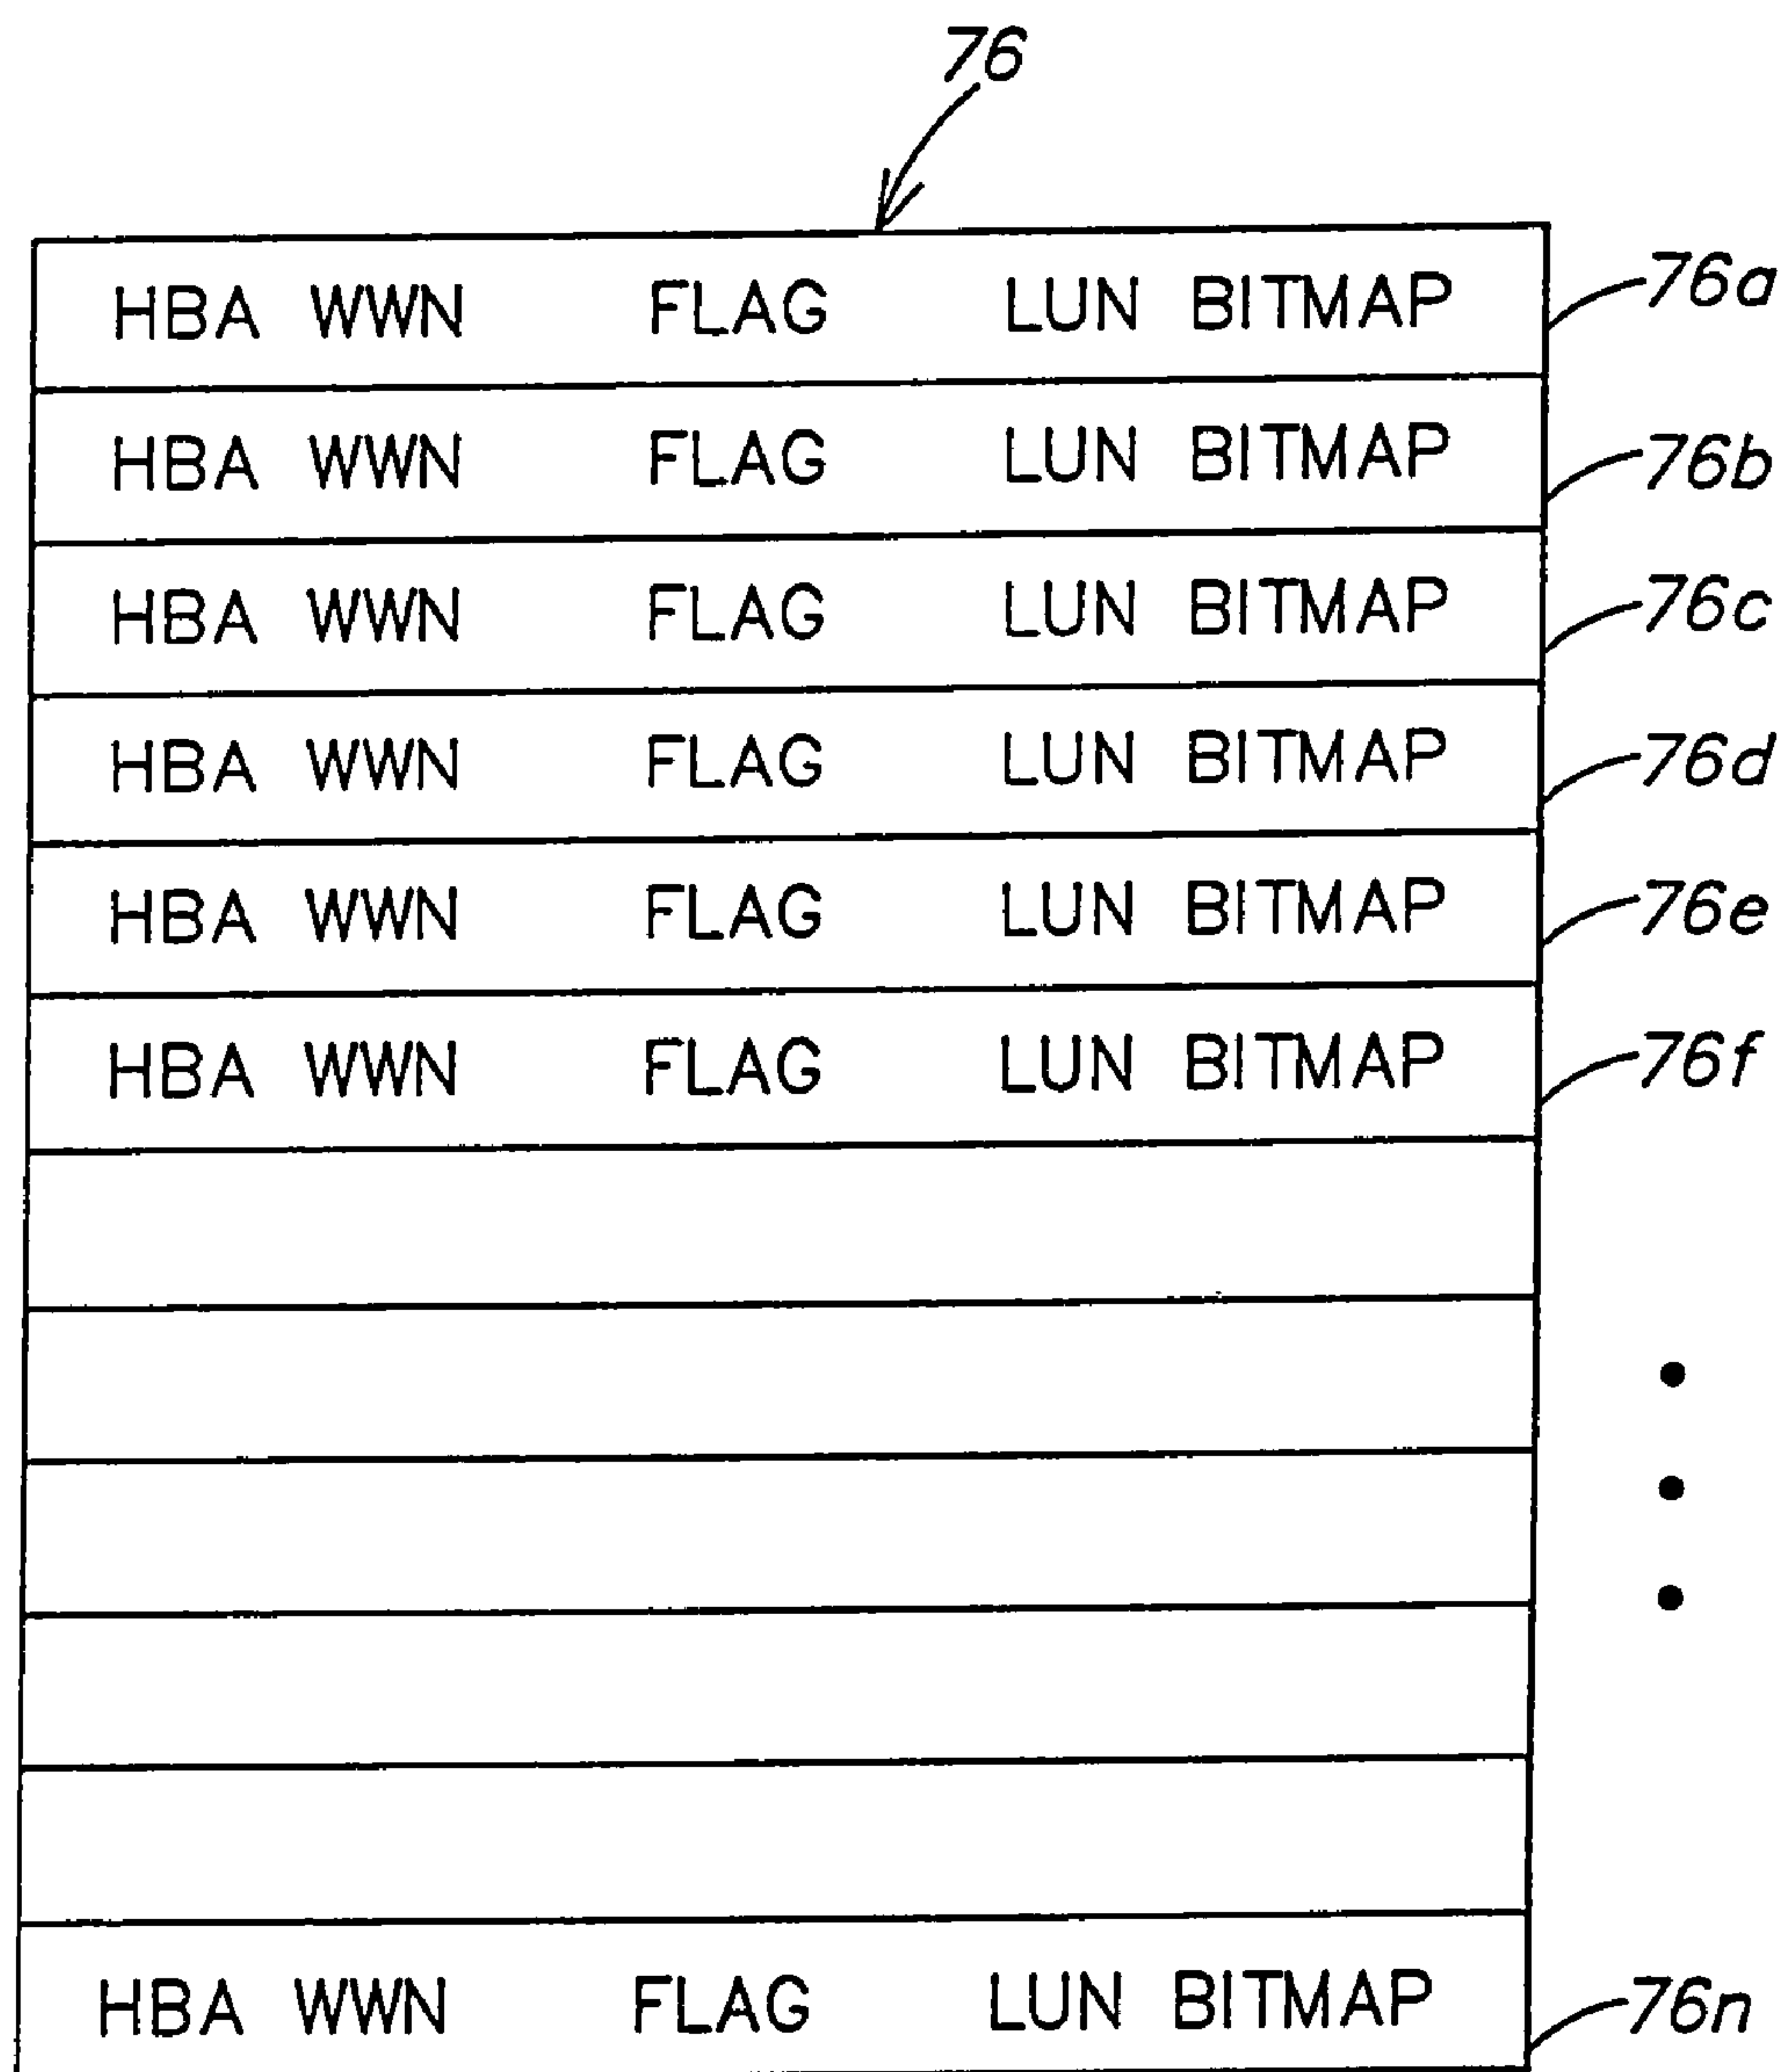 76
HBA WWN FLAG LUN BITMAP 76a
HBA WWN FLAG LUN BITMAP 76b
HBA WWN FLAG LUN BITMAP 76c
HBA WWN FLAG LUN BITMAP 76d
HBA WWN FLAG LUN BITMAP 76e
HBA WWN FLAG LUN BITMAP 76f
HBA WWN FLAG LUN BITMAP 76n